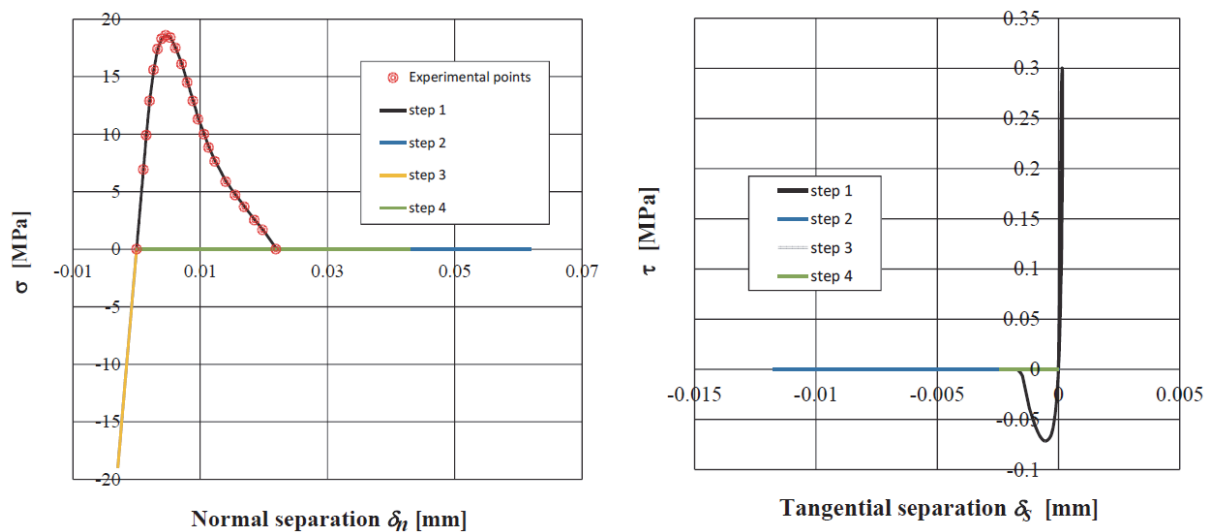 20
15
10
5
0
-5
-10
-15
-20
-0.01
0.01
0.03
0.05
0.07
σ [MPa]
Normal separation δn [mm]
Experimental points
step 1
step 2
step 3
step 4
0.35
0.3
0.25
0.2
0.15
0.1
0.05
0
-0.05
-0.1
-0.015
-0.01
-0.005
0
0.005
τ [MPa]
Tangential separation δs [mm]
step 1
step 2
step 3
step 4